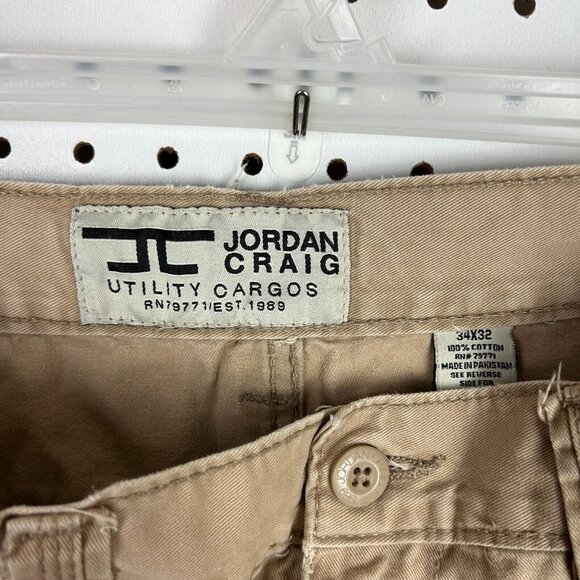 JORDAN
CRAIG
UTILITY CARGOS
RN79771/EST.1989
34X32
100% COTTON
RN# 79771
MADE IN PAKISTAN
SEE REVERSE
SIDE FOR
JORDAN